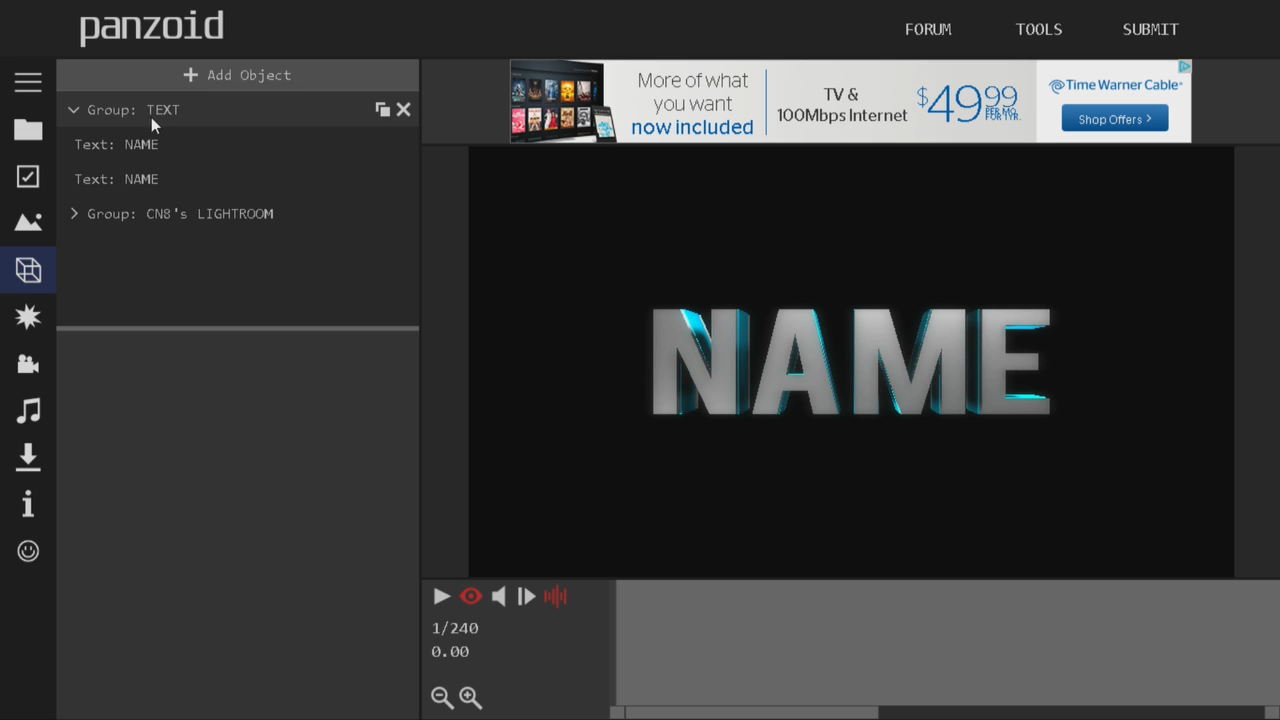 panzoid
FORUM
TOOLS
SUBMIT
+ Add Object
Group: TEXT
Text: NAME
Text: NAME
Group: CN8's LIGHTROOM
More of what
you want
now included
TV &
100Mbps Internet
$49.99
PER MO.
FOR 1 YR.
Time Warner Cable
Shop Offers >
NAME
1/240
0.00